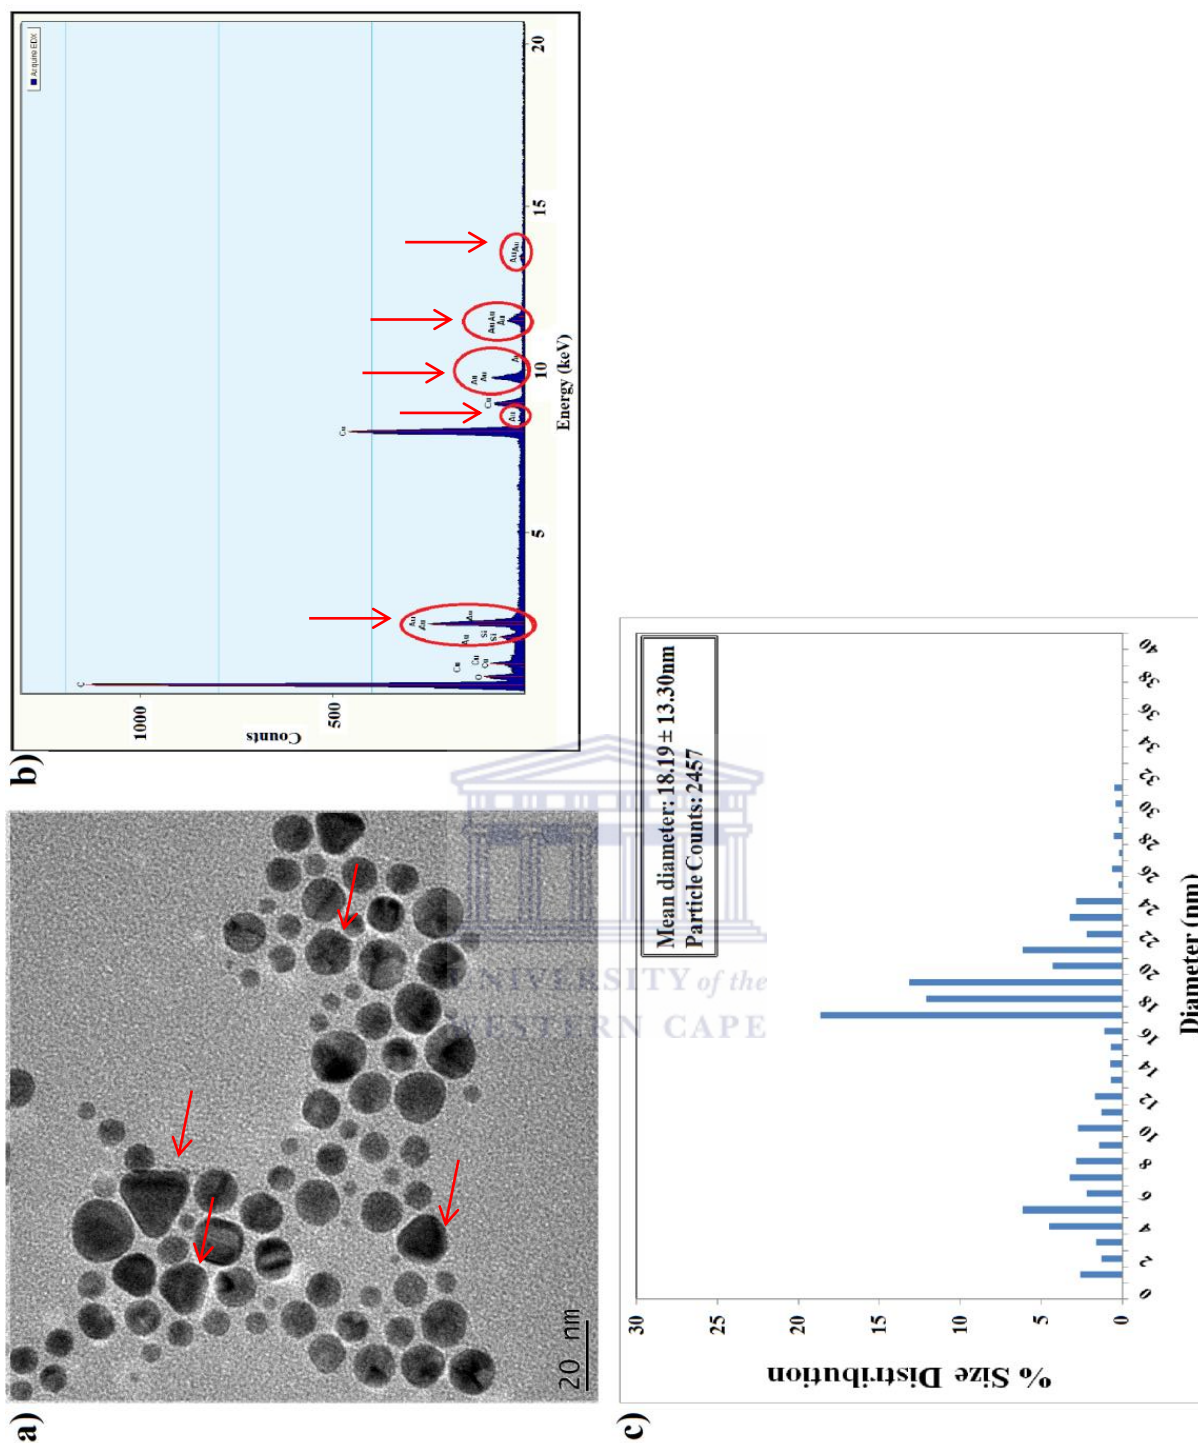 a)
20 nm
b)
Acquire EDX
Counts
1000
500
C
O
Cu
Cu
Cu
Au
Au
Au
Au
Si
Si
Cu
Au
Cu
Au
Au
Au Au
Au
Au Au
5
10
15
20
Energy (keV)
c)
% Size Distribution
30
25
20
15
10
5
0
Mean diameter: 18.19 ± 13.30nm
Particle Counts: 2457
0 2 4 6 8 10 12 14 16 18 20 22 24 26 28 30 32 34 36 38 40
Diameter (nm)
UNIVERSITY of the
WESTERN CAPE